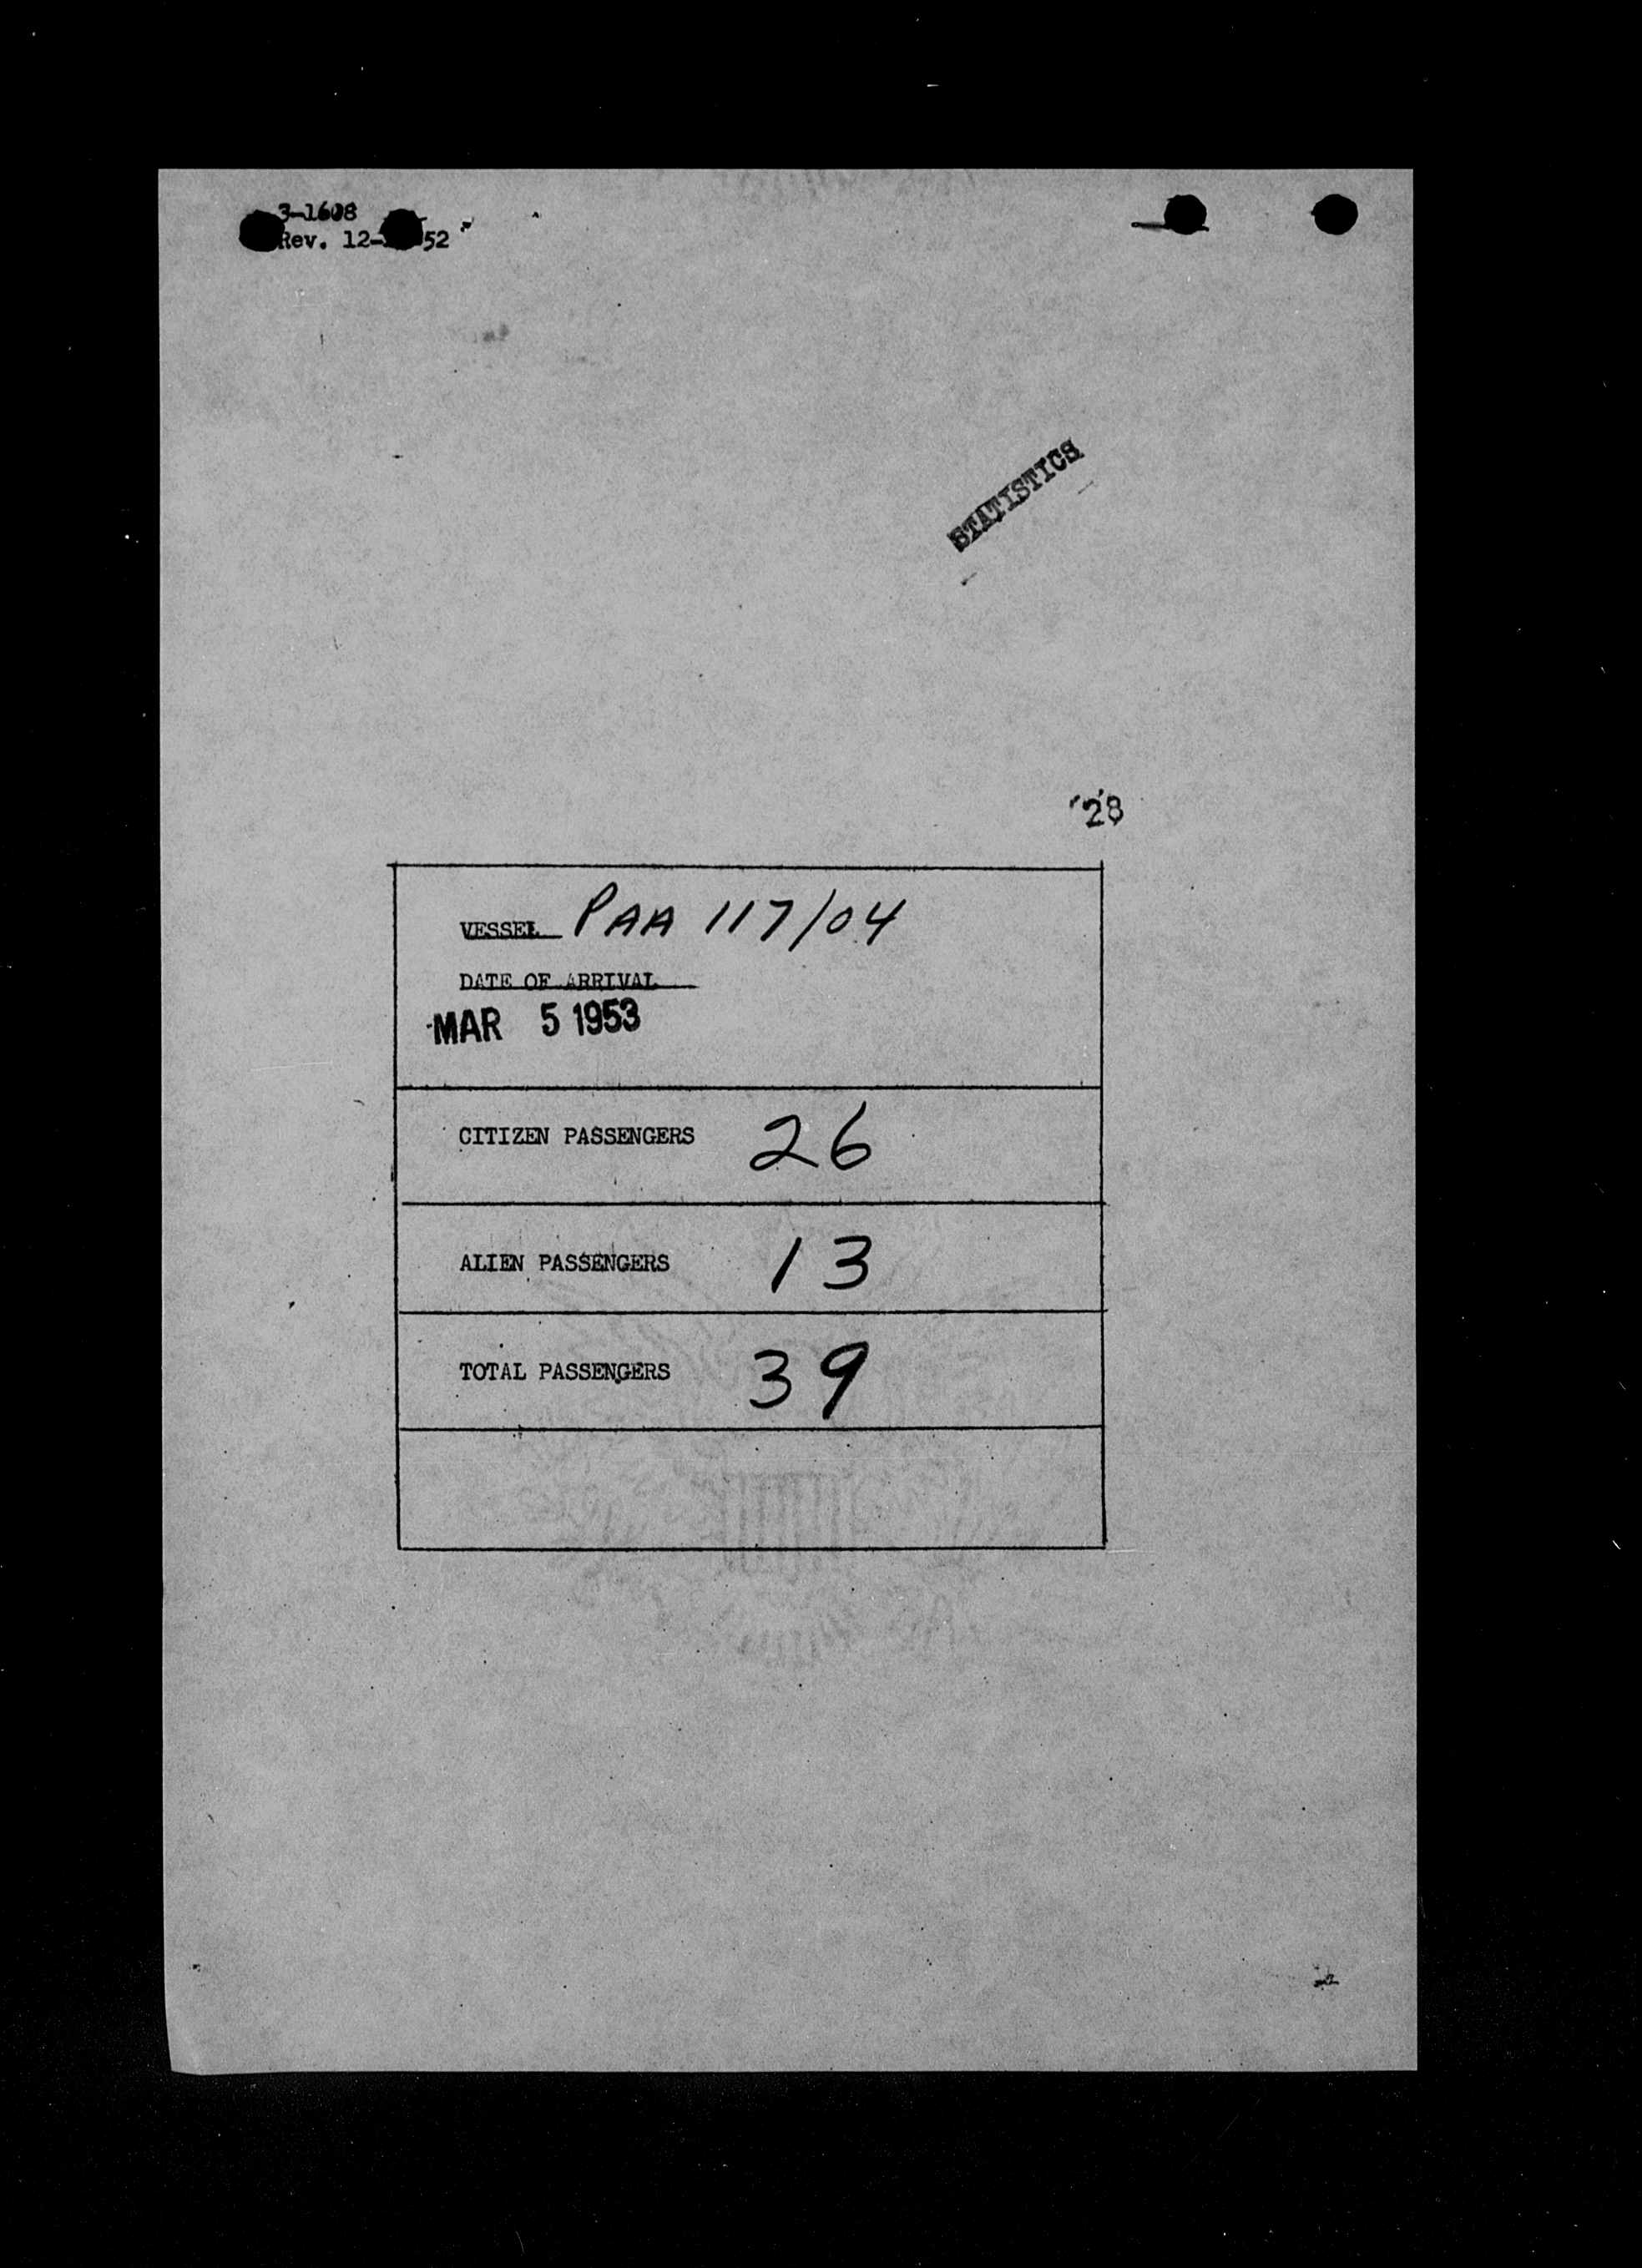 3-1608
Rev. 12- 52
STATISTICS
28
VESSEL PAA 117/04
DATE OF ARRIVAL
MAR 5 1953
CITIZEN PASSENGERS 26
ALIEN PASSENGERS 13
TOTAL PASSENGERS 39